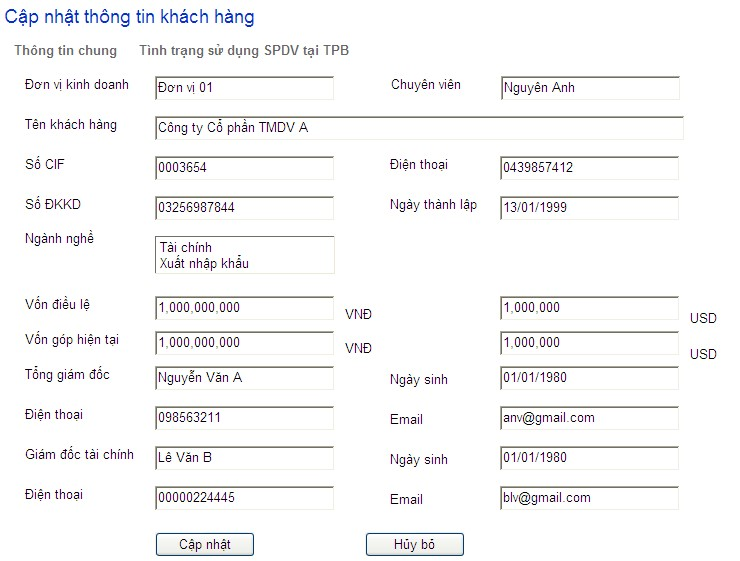 Cập nhật thông tin khách hàng
Thông tin chung Tình trạng sử dụng SPDV tại TPB
Đơn vị kinh doanh Đơn vị 01 Chuyên viên Nguyên Anh
Tên khách hàng Công ty Cổ phần TMDV A
Số CIF 0003654 Điện thoại 0439857412
Số ĐKKD 03256987844 Ngày thành lập 13/01/1999
Ngành nghề Tài chính
Xuất nhập khẩu
Vốn điều lệ 1,000,000,000 VNĐ 1,000,000 USD
Vốn góp hiện tại 1,000,000,000 VNĐ 1,000,000 USD
Tổng giám đốc Nguyễn Văn A Ngày sinh 01/01/1980
Điện thoại 098563211 Email anv@gmail.com
Giám đốc tài chính Lê Văn B Ngày sinh 01/01/1980
Điện thoại 00000224445 Email blv@gmail.com
Cập nhật Hủy bỏ